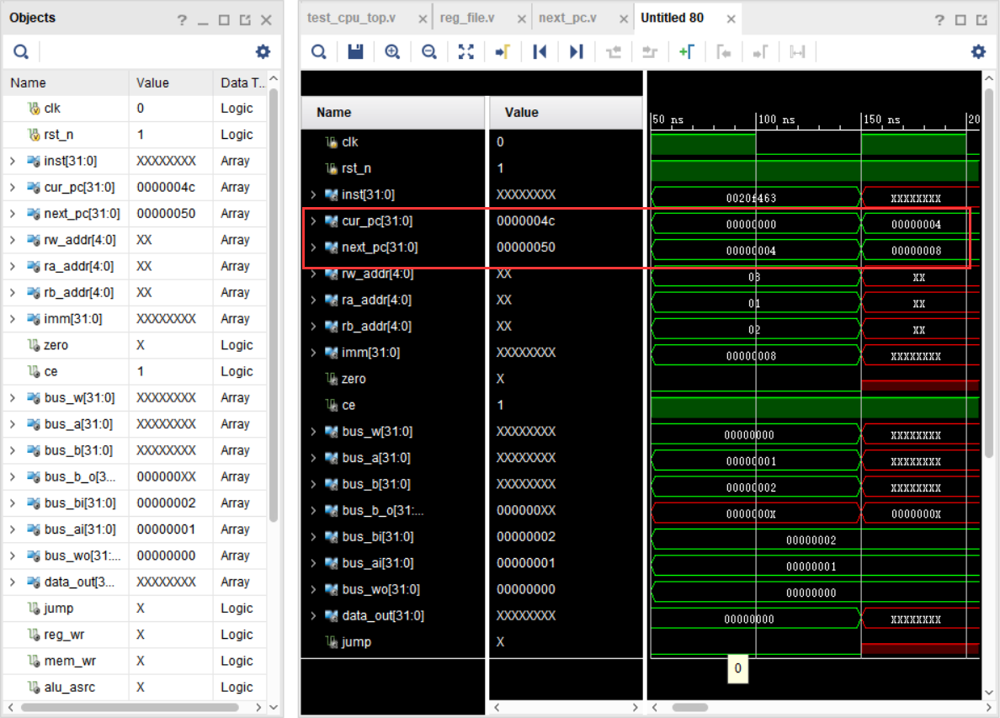 Objects
Name Value Data T...
clk 0 Logic
rst_n 1 Logic
inst[31:0] XXXXXXXX Array
cur_pc[31:0] 0000004c Array
next_pc[31:0] 00000050 Array
rw_addr[4:0] XX Array
ra_addr[4:0] XX Array
rb_addr[4:0] XX Array
imm[31:0] XXXXXXXX Array
zero X Logic
ce 1 Logic
bus_w[31:0] XXXXXXXX Array
bus_a[31:0] XXXXXXXX Array
bus_b[31:0] XXXXXXXX Array
bus_b_o[3... 000000XX Array
bus_bi[31:0] 00000002 Array
bus_ai[31:0] 00000001 Array
bus_wo[31:... 00000000 Array
data_out[3... XXXXXXXX Array
jump X Logic
reg_wr X Logic
mem_wr X Logic
alu_asrc X Logic
test_cpu_top.v reg_file.v next_pc.v Untitled 80
Name Value 50 ns 100 ns 150 ns 20
clk 0
rst_n 1
inst[31:0] XXXXXXXX 0020f463 XXXXXXXX
cur_pc[31:0] 0000004c 00000000 00000004
next_pc[31:0] 00000050 00000004 00000008
rw_addr[4:0] XX 08 XX
ra_addr[4:0] XX 01 XX
rb_addr[4:0] XX 02 XX
imm[31:0] XXXXXXXX 00000008 XXXXXXXX
zero X
ce 1
bus_w[31:0] XXXXXXXX 00000000 XXXXXXXX
bus_a[31:0] XXXXXXXX 00000001 XXXXXXXX
bus_b[31:0] XXXXXXXX 00000002 XXXXXXXX
bus_b_o[31:... 000000XX 0000000X 0000000X
bus_bi[31:0] 00000002 00000002
bus_ai[31:0] 00000001 00000001
bus_wo[31:0] 00000000 00000000
data_out[31:0] XXXXXXXX 00000000 XXXXXXXX
jump X
0